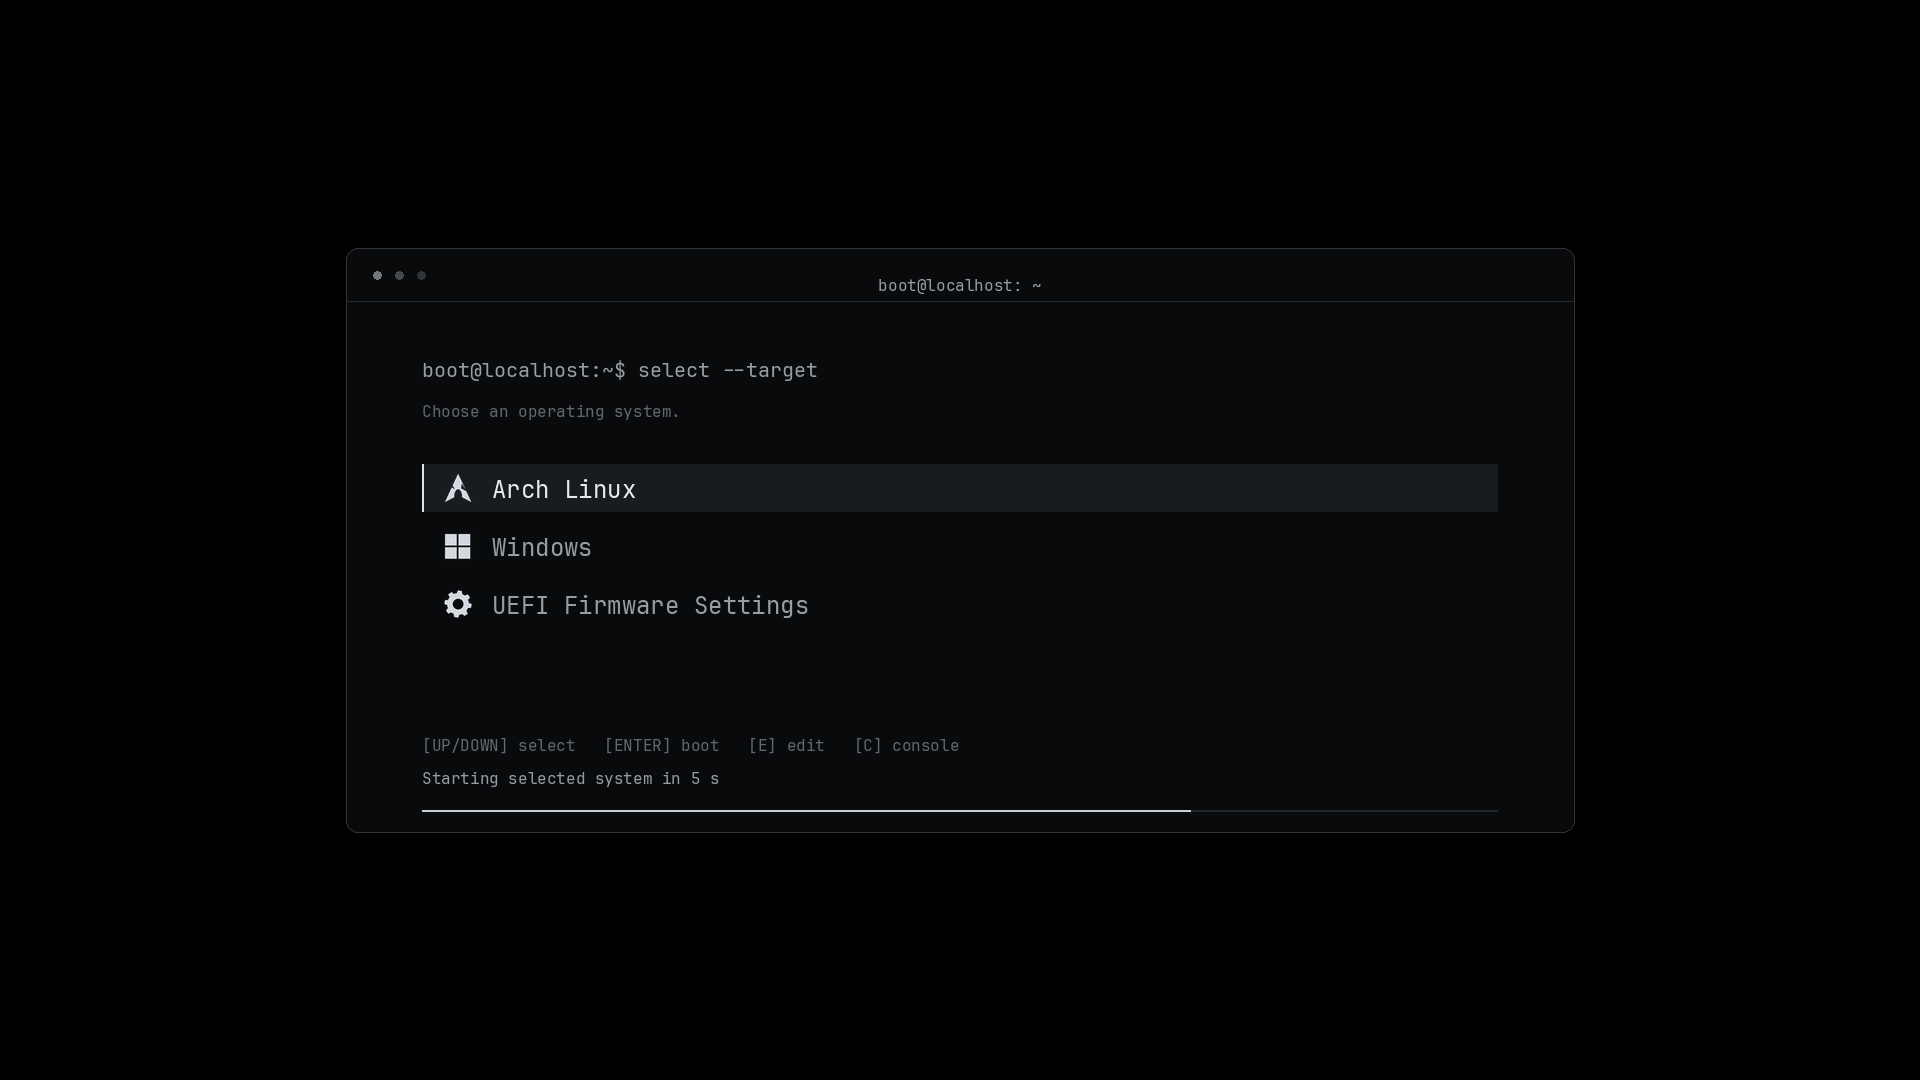 boot@localhost: ~
boot@localhost:~$ select --target
Choose an operating system.
Arch Linux
Windows
UEFI Firmware Settings
[UP/DOWN] select   [ENTER] boot   [E] edit   [C] console
Starting selected system in 5 s